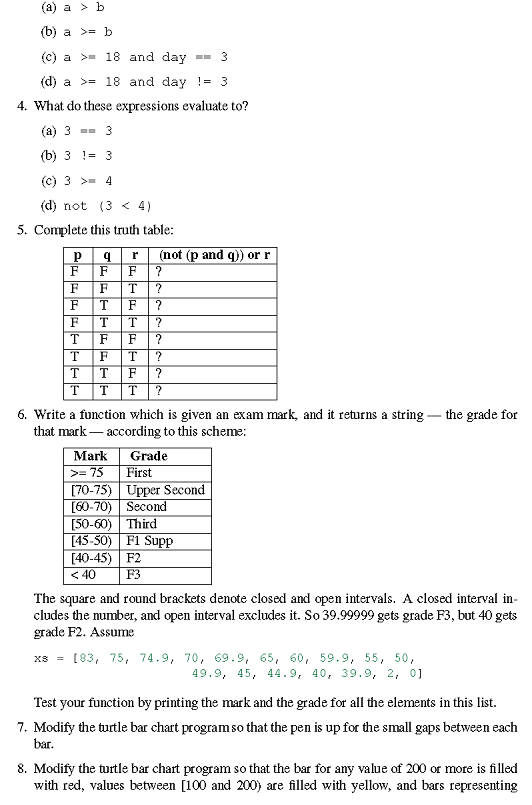 (a) a > b
(b) a >= b
(c) a >= 18 and day == 3
(d) a >= 18 and day != 3
4. What do these expressions evaluate to?
(a) 3 == 3
(b) 3 != 3
(c) 3 >= 4
(d) not (3 < 4)
5. Complete this truth table:
p q r (not (p and q)) or r
F F F ?
F F T ?
F T F ?
F T T ?
T F F ?
T F T ?
T T F ?
T T T ?
6. Write a function which is given an exam mark, and it returns a string — the grade for
that mark — according to this scheme:
Mark Grade
>= 75 First
[70-75) Upper Second
[60-70) Second
[50-60) Third
[45-50) F1 Supp
[40-45) F2
< 40 F3
The square and round brackets denote closed and open intervals. A closed interval in-
cludes the number, and open interval excludes it. So 39.99999 gets grade F3, but 40 gets
grade F2. Assume
xs = [83, 75, 74.9, 70, 69.9, 65, 60, 59.9, 55, 50,
49.9, 45, 44.9, 40, 39.9, 2, 0]
Test your function by printing the mark and the grade for all the elements in this list.
7. Modify the turtle bar chart program so that the pen is up for the small gaps between each
bar.
8. Modify the turtle bar chart program so that the bar for any value of 200 or more is filled
with red, values between [100 and 200) are filled with yellow, and bars representing